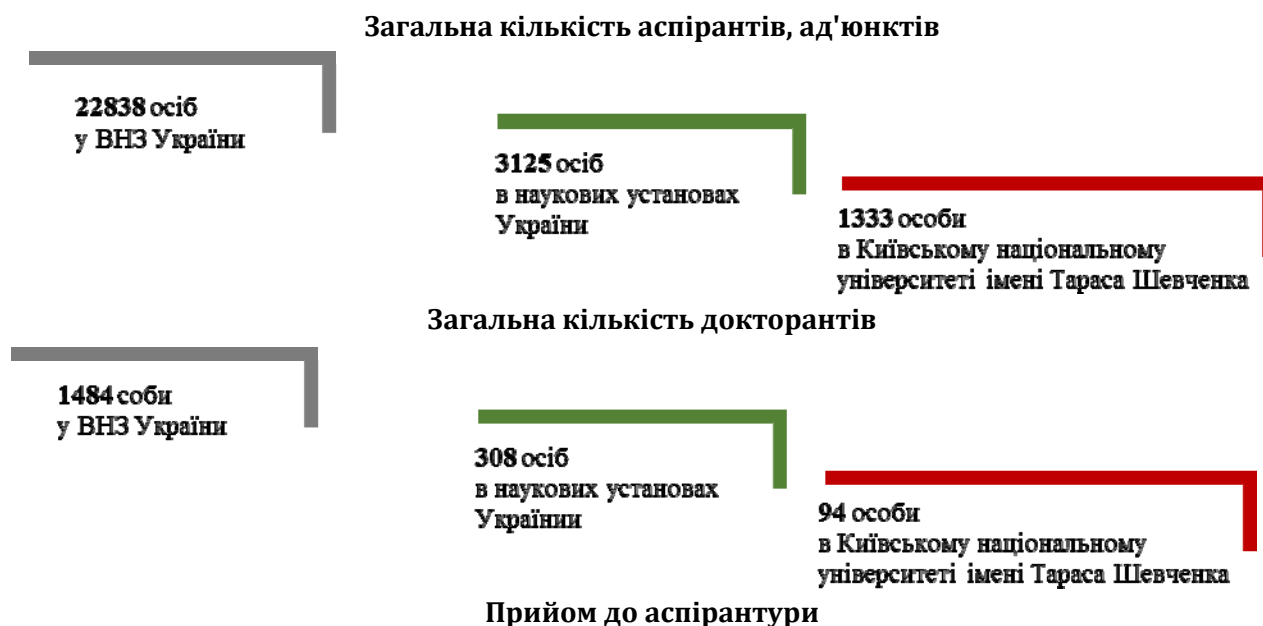 Загальна кількість аспірантів, ад'юнктів
22838 осіб
у ВНЗ України
3125 осіб
в наукових установах
України
1333 особи
в Київському національному
університеті імені Тараса Шевченка
Загальна кількість докторантів
1484 соби
у ВНЗ України
308 осіб
в наукових установах
Українии
94 особи
в Київському національному
університеті імені Тараса Шевченка
Прийом до аспірантури